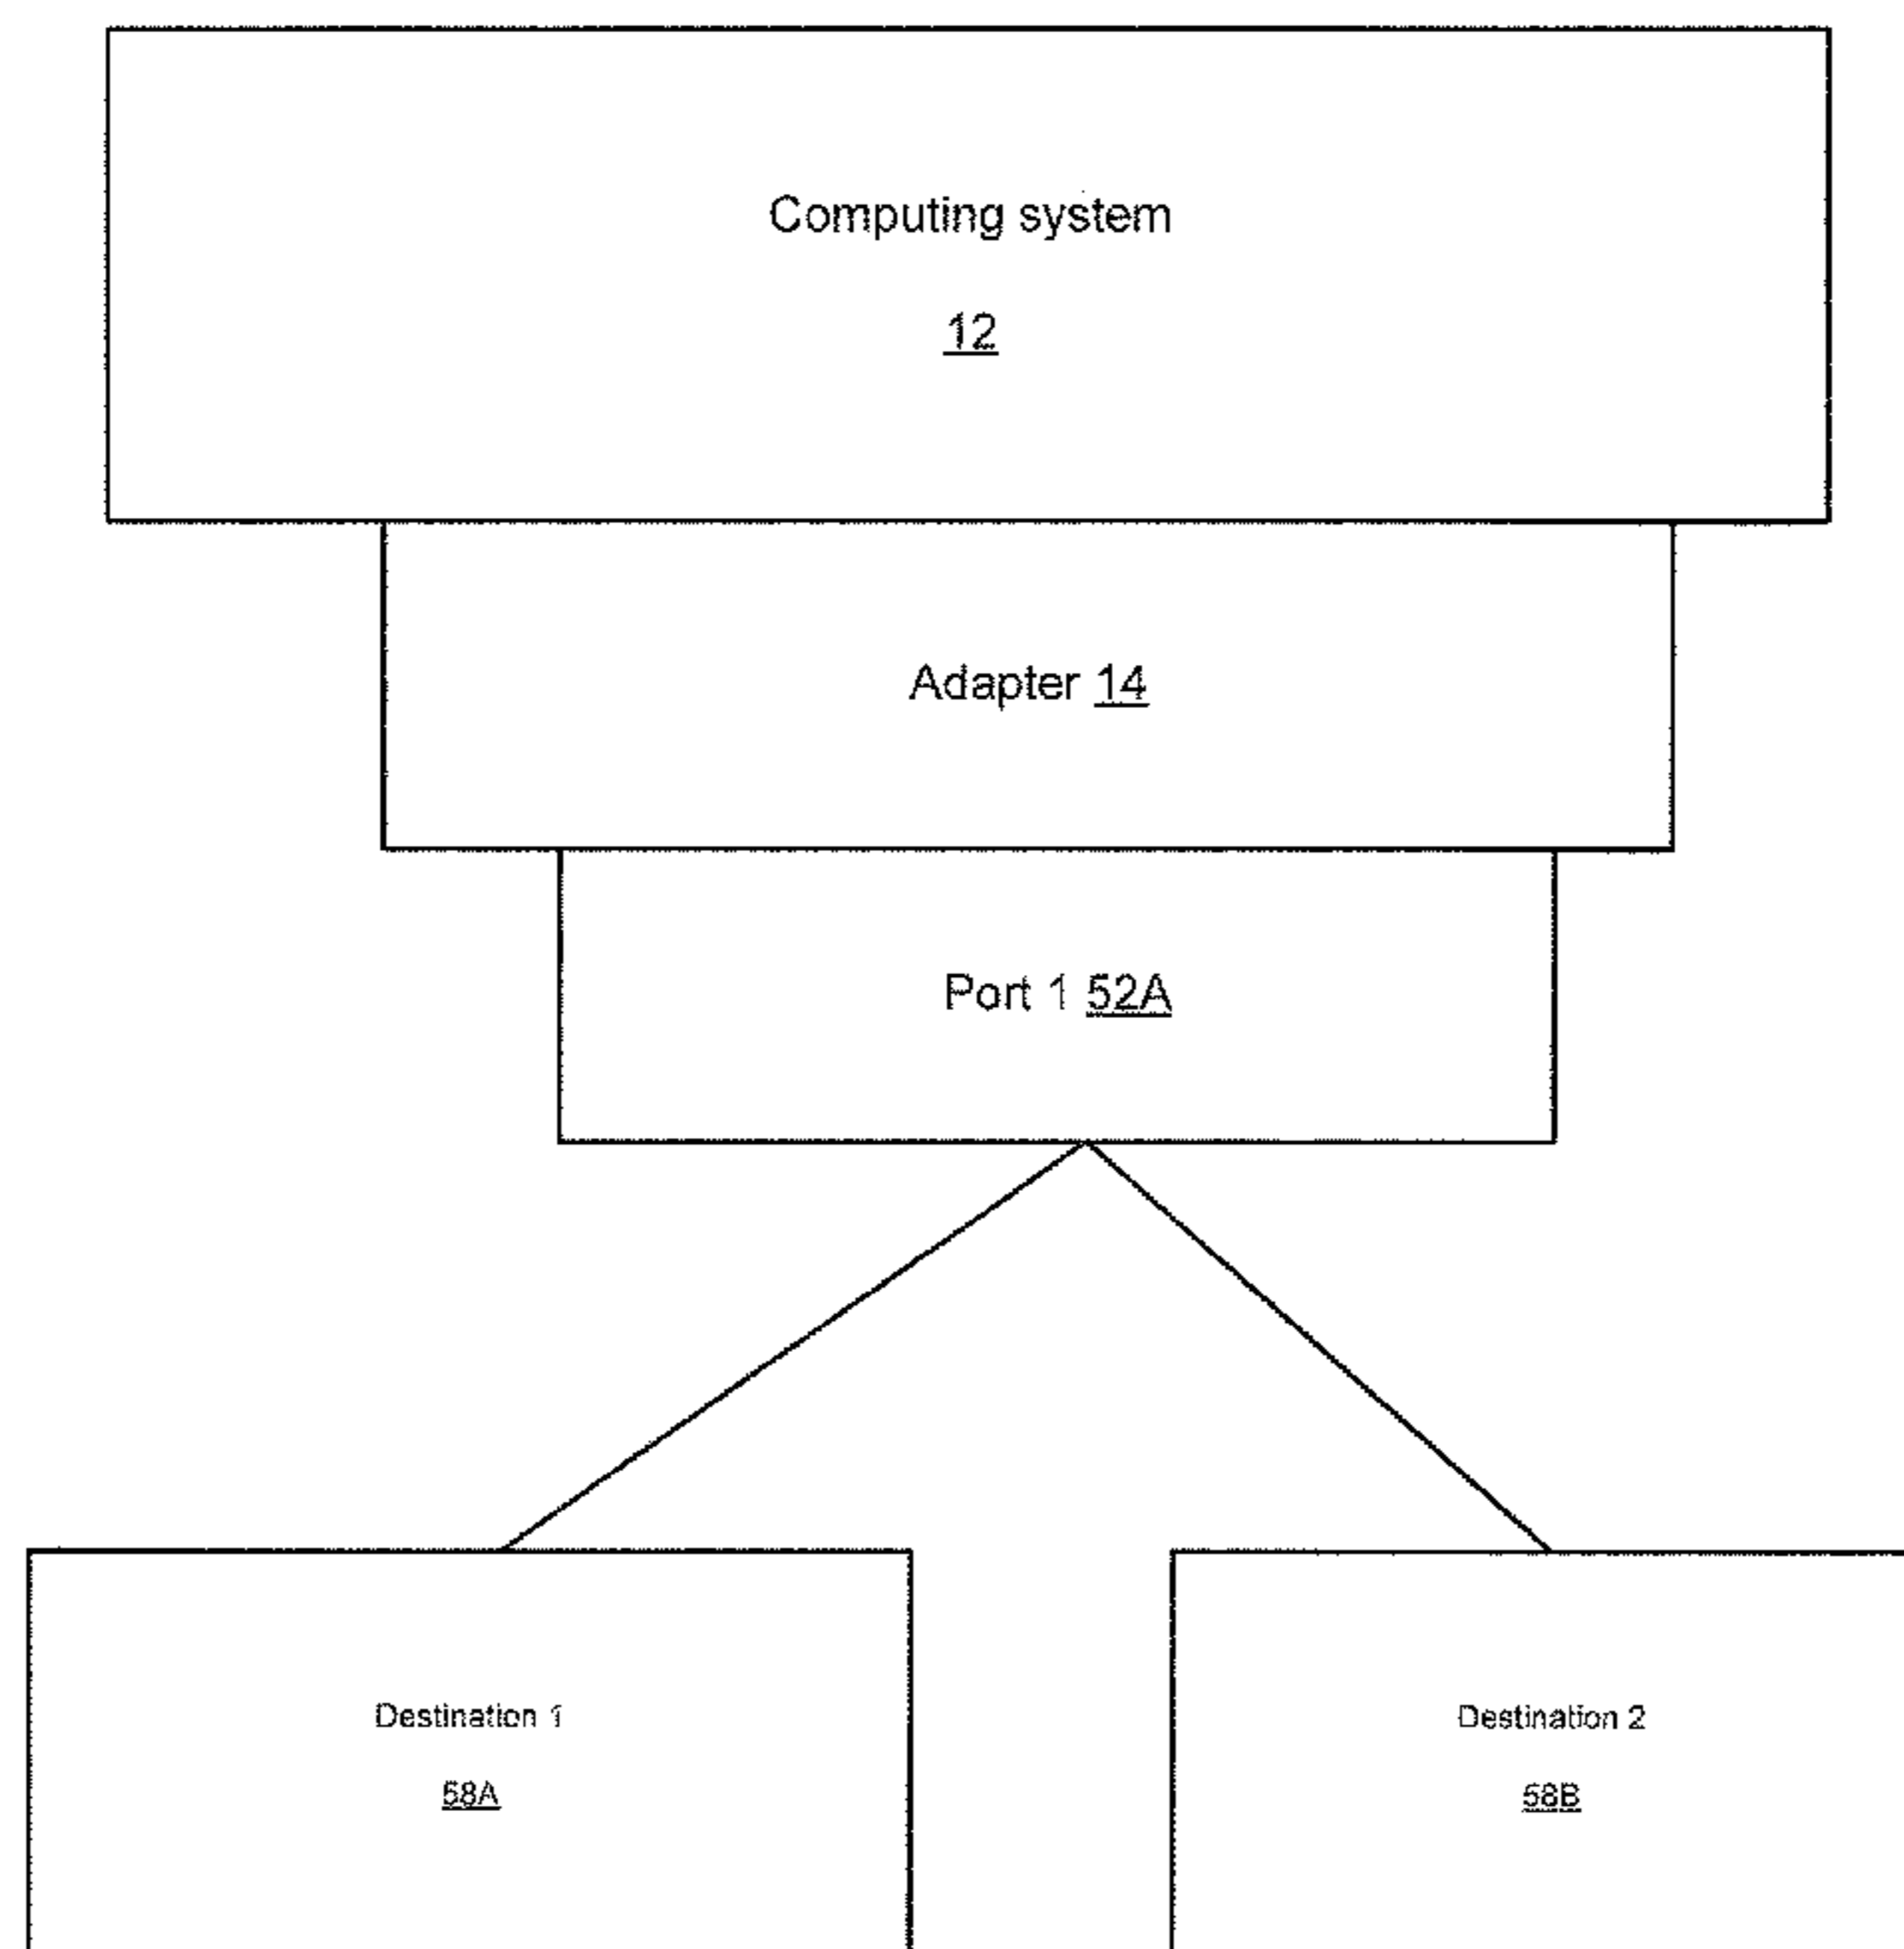 Computing system
12
Adapter 14
Port 1 52A
Destination 1
58A
Destination 2
58B